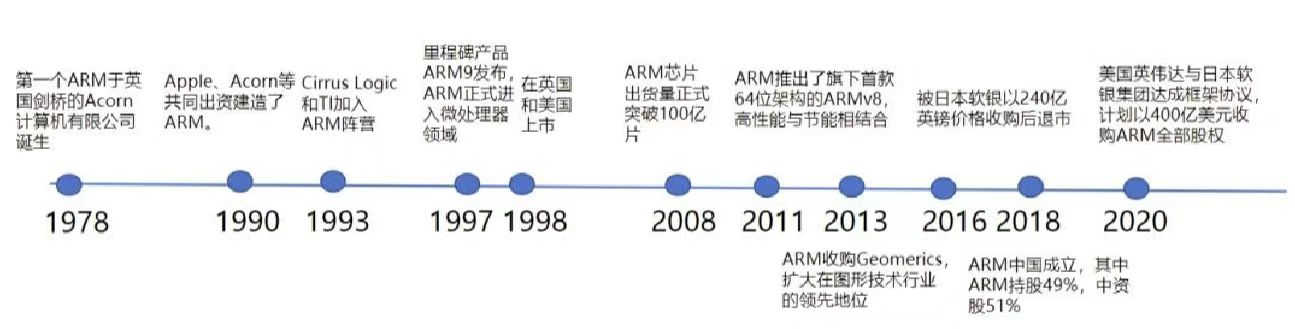 第一个ARM于英
国剑桥的Acorn
计算机有限公司
诞生
Apple、Acorn等
共同出资建造了
ARM。
Cirrus Logic
和TI加入
ARM阵营
里程碑产品
ARM9发布，
ARM正式进
入微处理器
领域
在英国
和美国
上市
ARM芯片
出货量正式
突破100亿
片
ARM推出了旗下首款
64位架构的ARMv8，
高性能与节能相结合
被日本软银以240亿
英镑价格收购后退市
美国英伟达与日本软
银集团达成框架协议，
计划以400亿美元收
购ARM全部股权
1978
1990
1993
1997
1998
2008
2011
2013
2016
2018
2020
ARM收购Geomerics，
扩大在图形技术行业
的领先地位
ARM中国成立，其中
ARM持股49%，中资
股51%